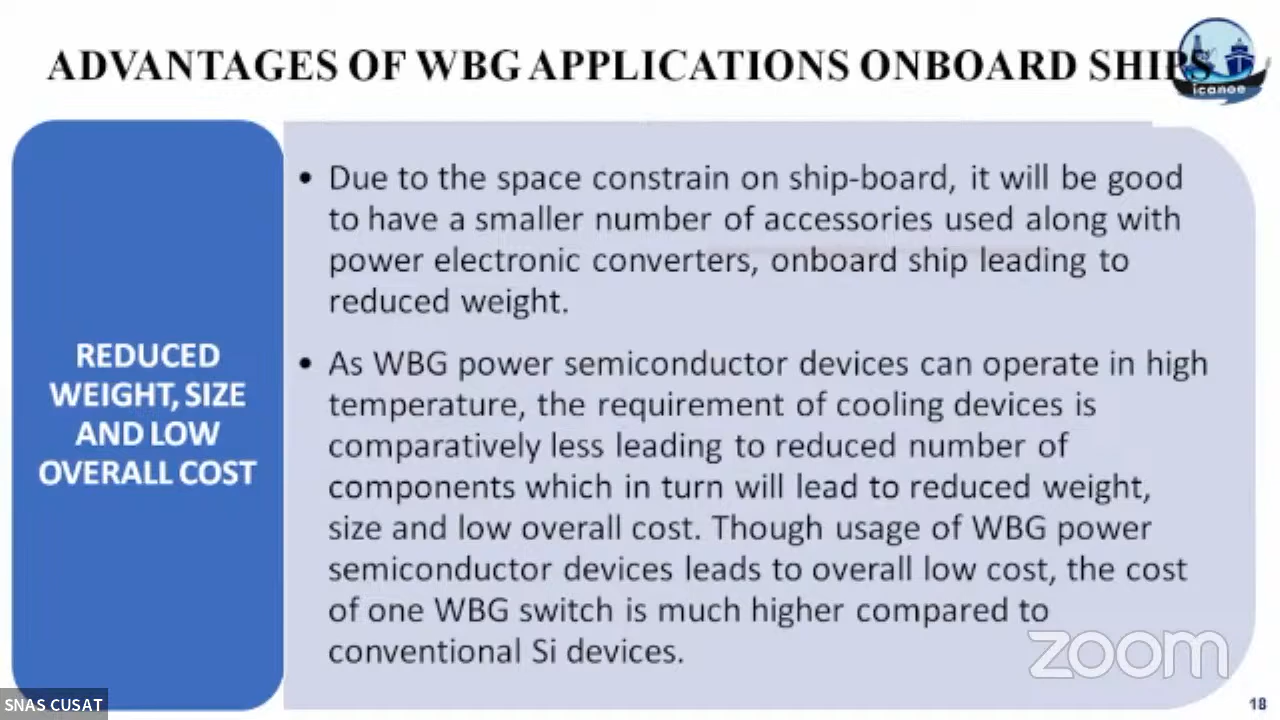 ADVANTAGES OF WBG APPLICATIONS ONBOARD SHIPS
icanoe
REDUCED
WEIGHT, SIZE
AND LOW
OVERALL COST
• Due to the space constrain on ship-board, it will be good
to have a smaller number of accessories used along with
power electronic converters, onboard ship leading to
reduced weight.
• As WBG power semiconductor devices can operate in high
temperature, the requirement of cooling devices is
comparatively less leading to reduced number of
components which in turn will lead to reduced weight,
size and low overall cost. Though usage of WBG power
semiconductor devices leads to overall low cost, the cost
of one WBG switch is much higher compared to
conventional Si devices.
zoom
SNAS CUSAT
18